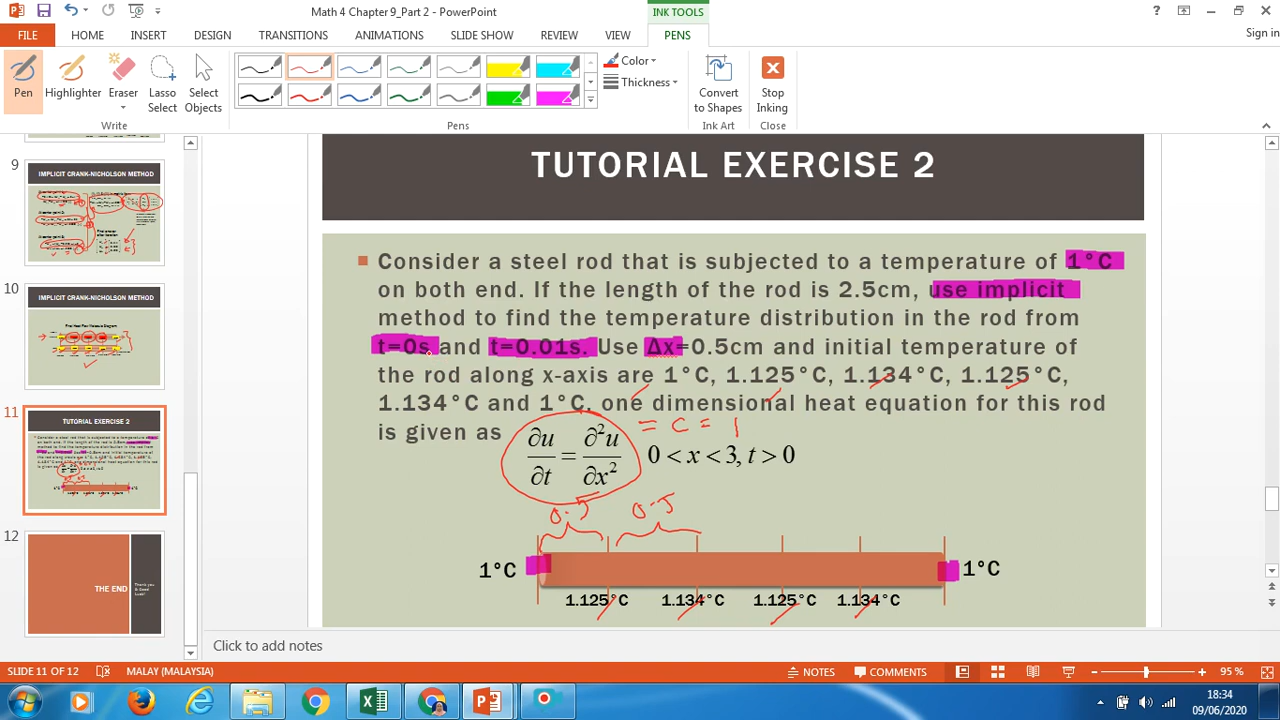 Math 4 Chapter 9_Part 2 - PowerPoint
INK TOOLS
Sign in
FILE HOME INSERT DESIGN TRANSITIONS ANIMATIONS SLIDE SHOW REVIEW VIEW PENS
Pen Highlighter Eraser Lasso Select Select Objects
Color
Thickness
Convert to Shapes
Stop Inking
Write Pens Ink Art Close
9
IMPLICIT CRANK-NICHOLSON METHOD
10
IMPLICIT CRANK-NICHOLSON METHOD
11
TUTORIAL EXERCISE 2
12
THE END
Thank you & Good Luck!
TUTORIAL EXERCISE 2
Consider a steel rod that is subjected to a temperature of 1°C
on both end. If the length of the rod is 2.5cm, use implicit
method to find the temperature distribution in the rod from
t=0s and t=0.01s. Use Δx=0.5cm and initial temperature of
the rod along x-axis are 1°C, 1.125°C, 1.134°C, 1.125°C,
1.134°C and 1°C, one dimensional heat equation for this rod
is given as
= C = 1
∂u/∂t = ∂²u/∂x² 0 < x < 3, t > 0
0.5 0.5
1°C 1°C
1.125°C 1.134°C 1.125°C 1.134°C
Click to add notes
SLIDE 11 OF 12 MALAY (MALAYSIA) NOTES COMMENTS 95 %
18:34
09/06/2020